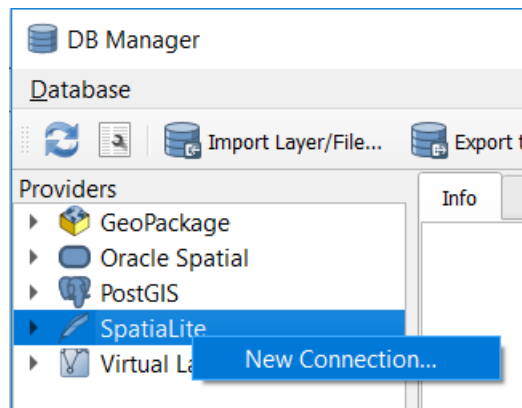 DB Manager
Database
Import Layer/File... Export t
Providers
Info
GeoPackage
Oracle Spatial
PostGIS
SpatiaLite
New Connection...
Virtual La